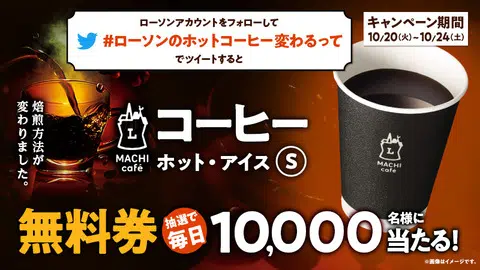 ローソンアカウントをフォローして
#ローソンのホットコーヒー変わるって
でツイートすると
キャンペーン期間
10/20(火)~10/24(土)
焙煎方法が
変わりました。
L
MACHI
café
コーヒー
ホット・アイス S
L
MACHI
café
無料券
抽選で
毎日
10,000
名様に
当たる!
※画像はイメージです。